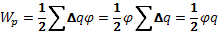 W_p = 1/2 ∑ Δqφ = 1/2 φ ∑ Δq = 1/2 φq